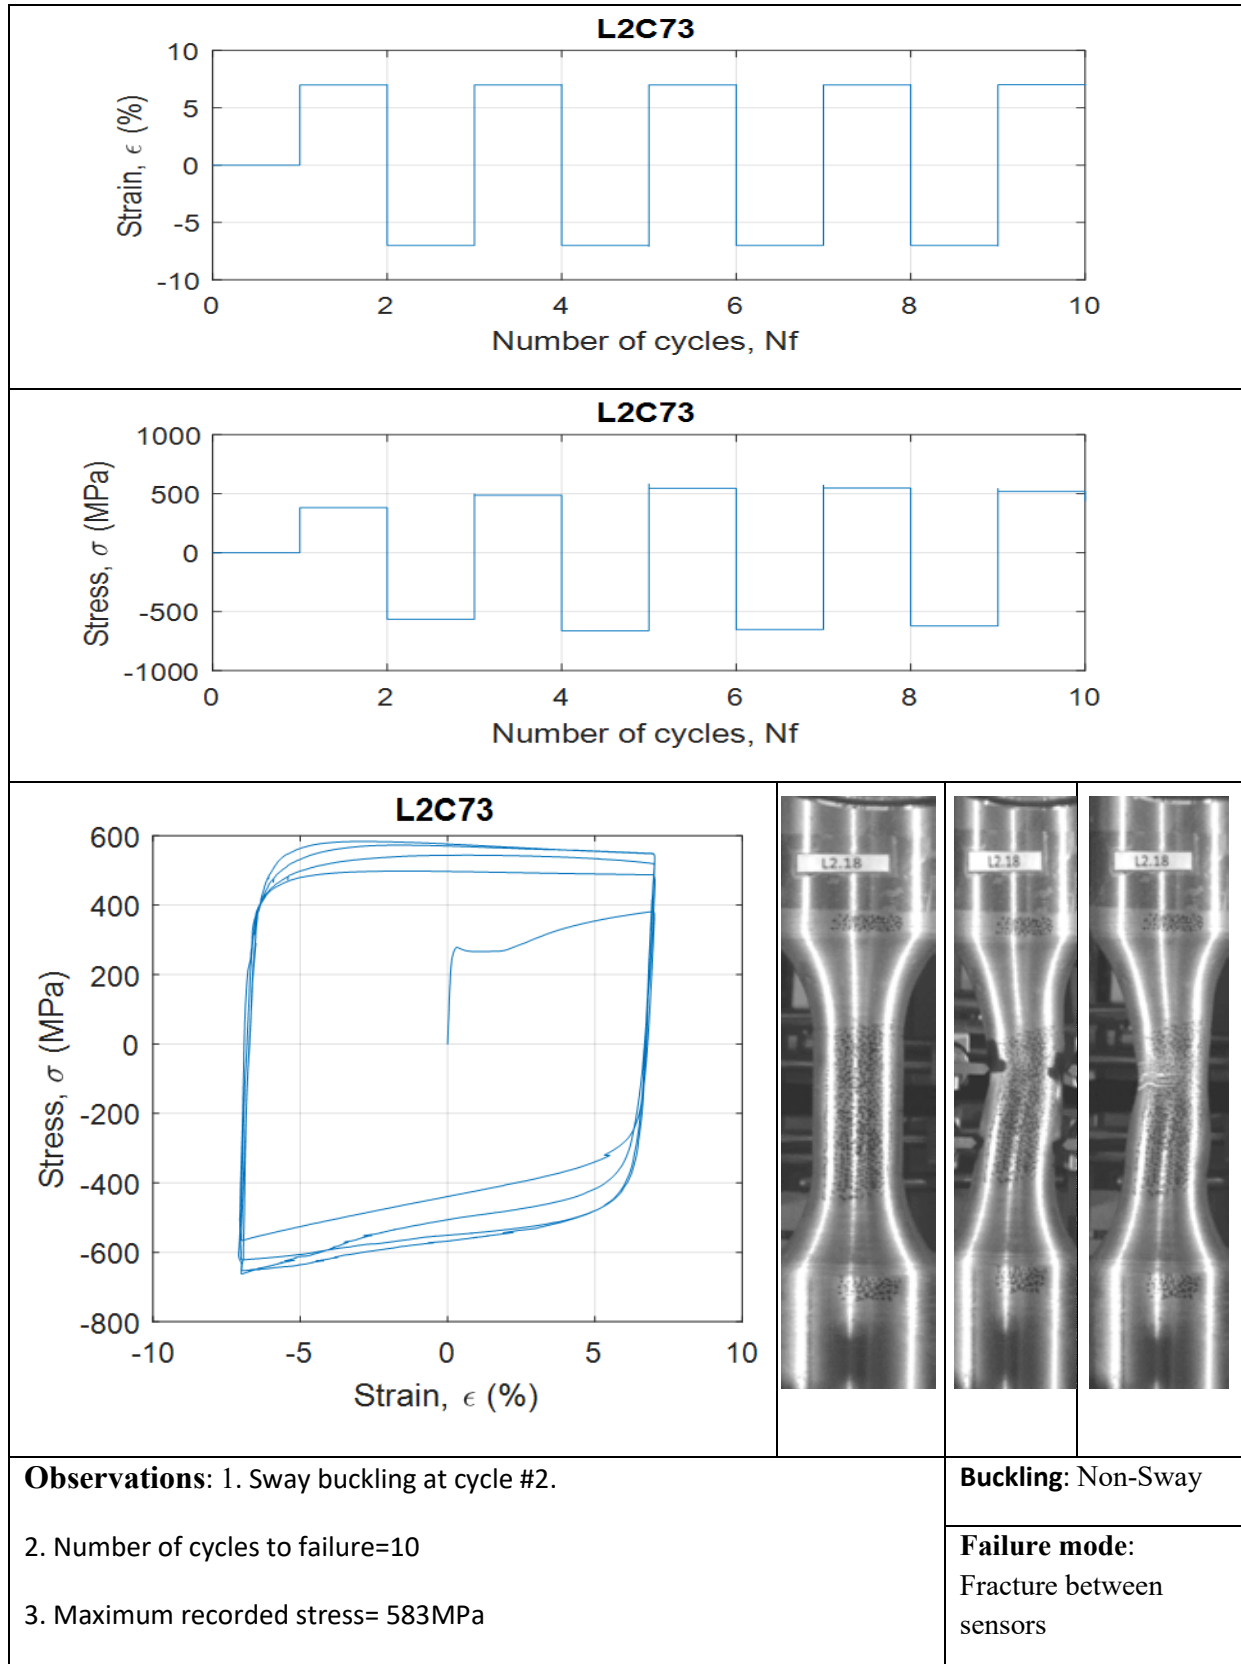 L2C73
10
5
0
-5
-10
Strain, ϵ (%)
0 2 4 6 8 10
Number of cycles, Nf
L2C73
1000
500
0
-500
-1000
Stress, σ (MPa)
0 2 4 6 8 10
Number of cycles, Nf
L2C73
600
400
200
0
-200
-400
-600
-800
Stress, σ (MPa)
-10 -5 0 5 10
Strain, ϵ (%)
L2.18
L2.18
L2.18
Observations: 1. Sway buckling at cycle #2.
2. Number of cycles to failure=10
3. Maximum recorded stress= 583MPa
Buckling: Non-Sway
Failure mode:
Fracture between
sensors